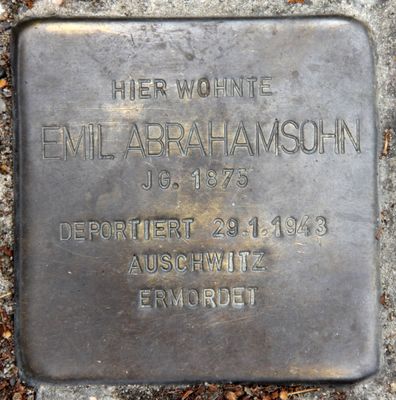 HIER WOHNTE
EMIL ABRAHAMSOHN
JG. 1875
DEPORTIERT 29.1.1943
AUSCHWITZ
ERMORDET